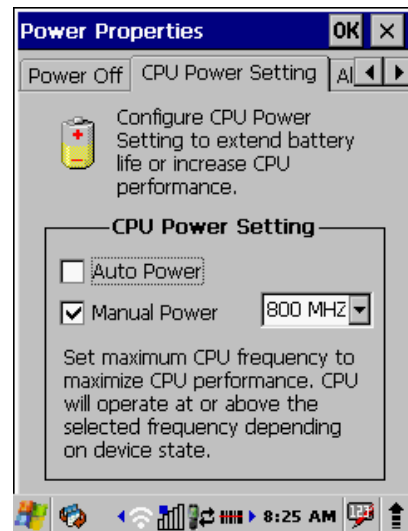 Power Properties OK ×
Power Off CPU Power Setting Al
Configure CPU Power
Setting to extend battery
life or increase CPU
performance.
CPU Power Setting
Auto Power
Manual Power 800 MHZ
Set maximum CPU frequency to
maximize CPU performance. CPU
will operate at or above the
selected frequency depending
on device state.
8:25 AM 123